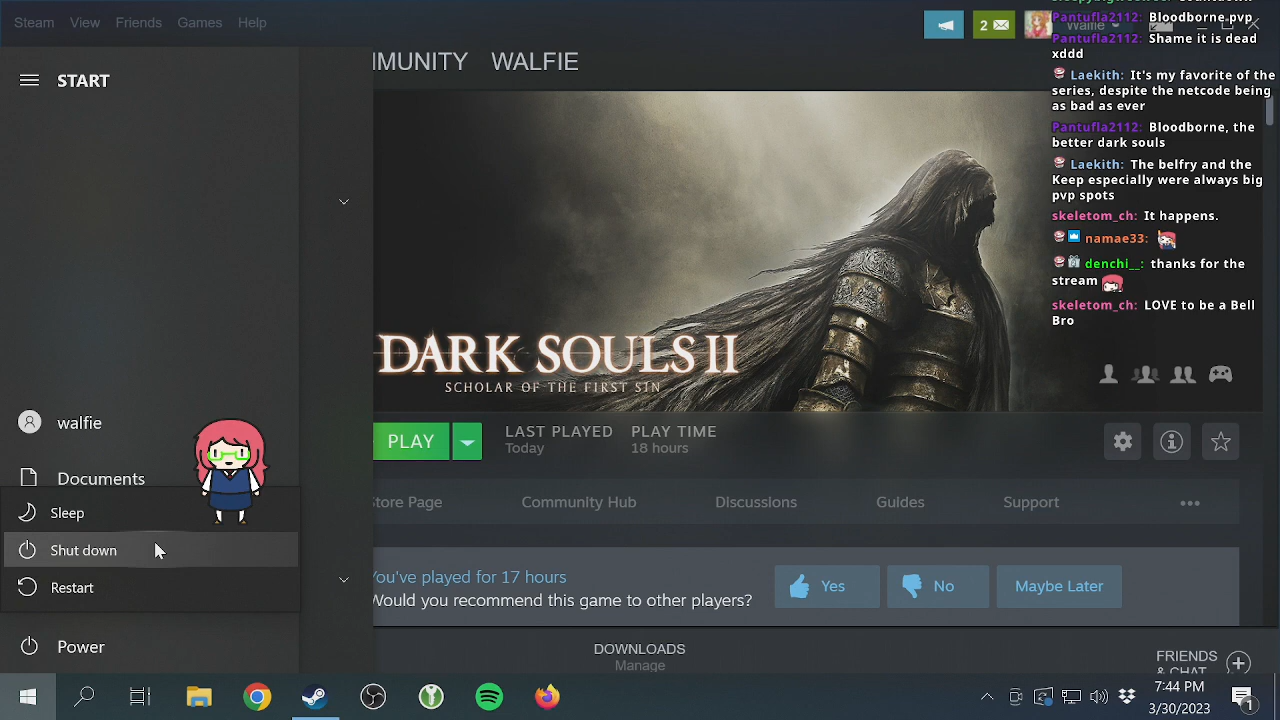 Steam View Friends Games Help
2
Walfie
START
MMUNITY WALFIE
Pantufla2112: Bloodborne pvp
Pantufla2112: Shame it is dead
xddd
Laekith: It's my favorite of the
series, despite the netcode being
as bad as ever
Pantufla2112: Bloodborne, the
better dark souls
Laekith: The belfry and the
Keep especially were always big
pvp spots
skeletom_ch: It happens.
namae33:
denchi__: thanks for the
stream
skeletom_ch: LOVE to be a Bell
Bro
DARK SOULS II
SCHOLAR OF THE FIRST SIN
walfie
Documents
Sleep
Shut down
Restart
Power
PLAY
LAST PLAYED
Today
PLAY TIME
18 hours
Store Page Community Hub Discussions Guides Support
You've played for 17 hours
Would you recommend this game to other players?
Yes
No
Maybe Later
DOWNLOADS
Manage
FRIENDS
& CHAT
7:44 PM
3/30/2023
1